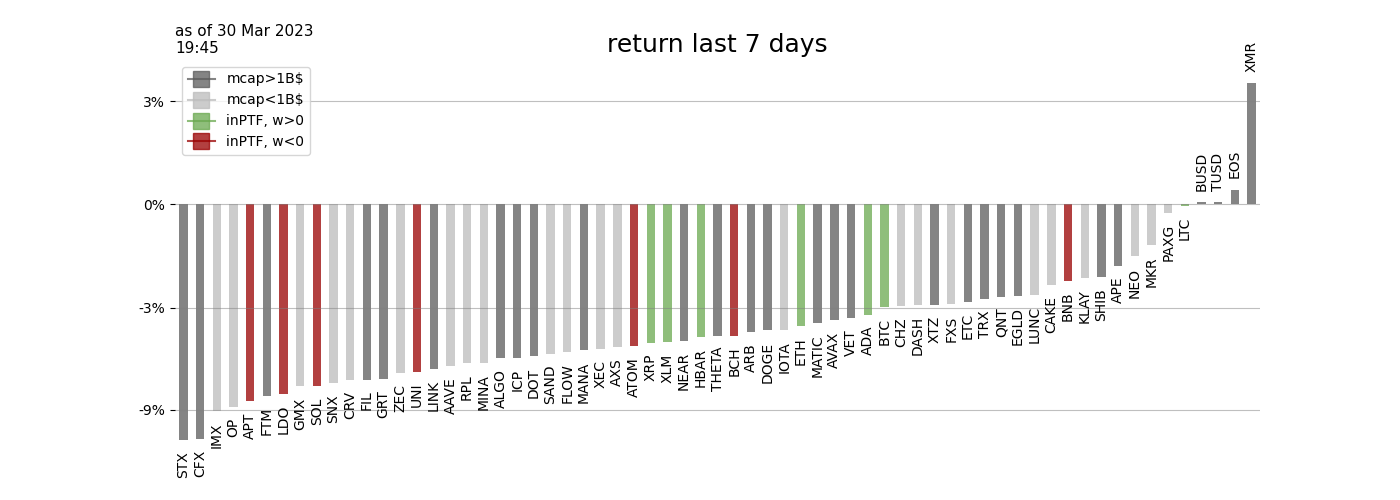 as of 30 Mar 2023
19:45
return last 7 days
mcap>1B$
mcap<1B$
inPTF, w>0
inPTF, w<0
3%
0%
-3%
-9%
STX
CFX
IMX
OP
APT
FTM
LDO
GMX
SOL
SNX
CRV
FIL
GRT
ZEC
UNI
LINK
AAVE
RPL
MINA
ALGO
ICP
DOT
SAND
FLOW
MANA
XEC
AXS
ATOM
XRP
XLM
NEAR
HBAR
THETA
BCH
ARB
DOGE
IOTA
ETH
MATIC
AVAX
VET
ADA
BTC
CHZ
DASH
XTZ
FXS
ETC
TRX
QNT
EGLD
LUNC
CAKE
BNB
KLAY
SHIB
APE
NEO
MKR
PAXG
LTC
BUSD
TUSD
EOS
XMR